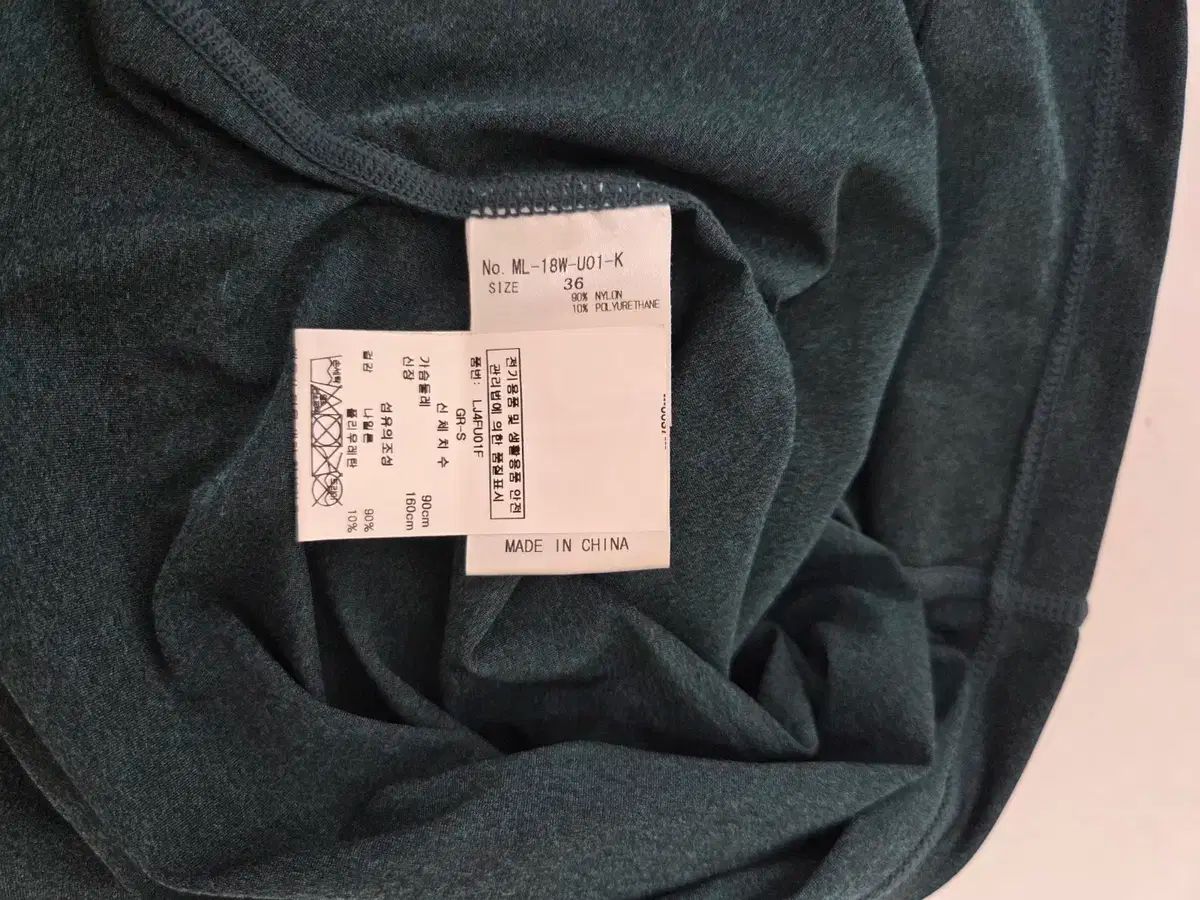 No. ML-18W-U01-K
SIZE 36
90% NYLON
10% POLYURETHANE
전기용품 및 생활용품 안전
관리법에 의한 품질표시
품번: LJ4FU01F
GR-S
신 체 치 수
가슴둘레 90cm
신장 160cm
섬유의조성
겉감 나일론 90%
폴리우레탄 10%
MADE IN CHINA